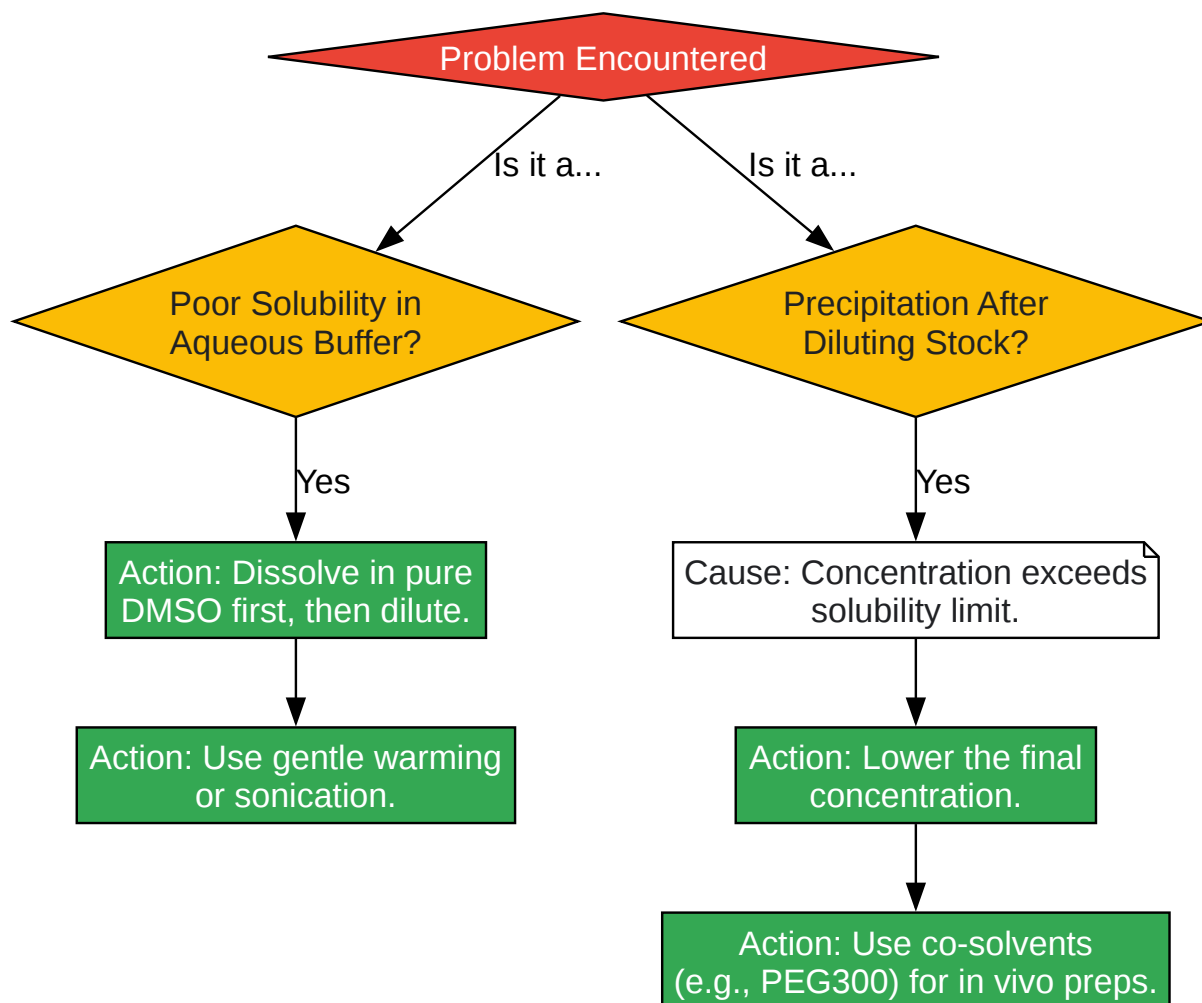 Problem Encountered
Is it a...
Is it a...
Poor Solubility in
Aqueous Buffer?
Precipitation After
Diluting Stock?
Yes
Yes
Action: Dissolve in pure
DMSO first, then dilute.
Cause: Concentration exceeds
solubility limit.
Action: Use gentle warming
or sonication.
Action: Lower the final
concentration.
Action: Use co-solvents
(e.g., PEG300) for in vivo preps.